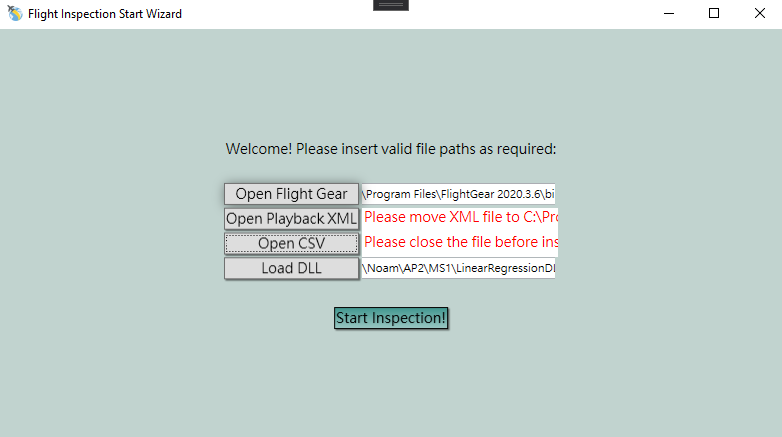 Flight Inspection Start Wizard
Welcome! Please insert valid file paths as required:
Open Flight Gear \Program Files\FlightGear 2020.3.6\bi
Open Playback XML Please move XML file to C:\Pro
Open CSV Please close the file before ins
Load DLL \Noam\AP2\MS1\LinearRegressionDl
Start Inspection!